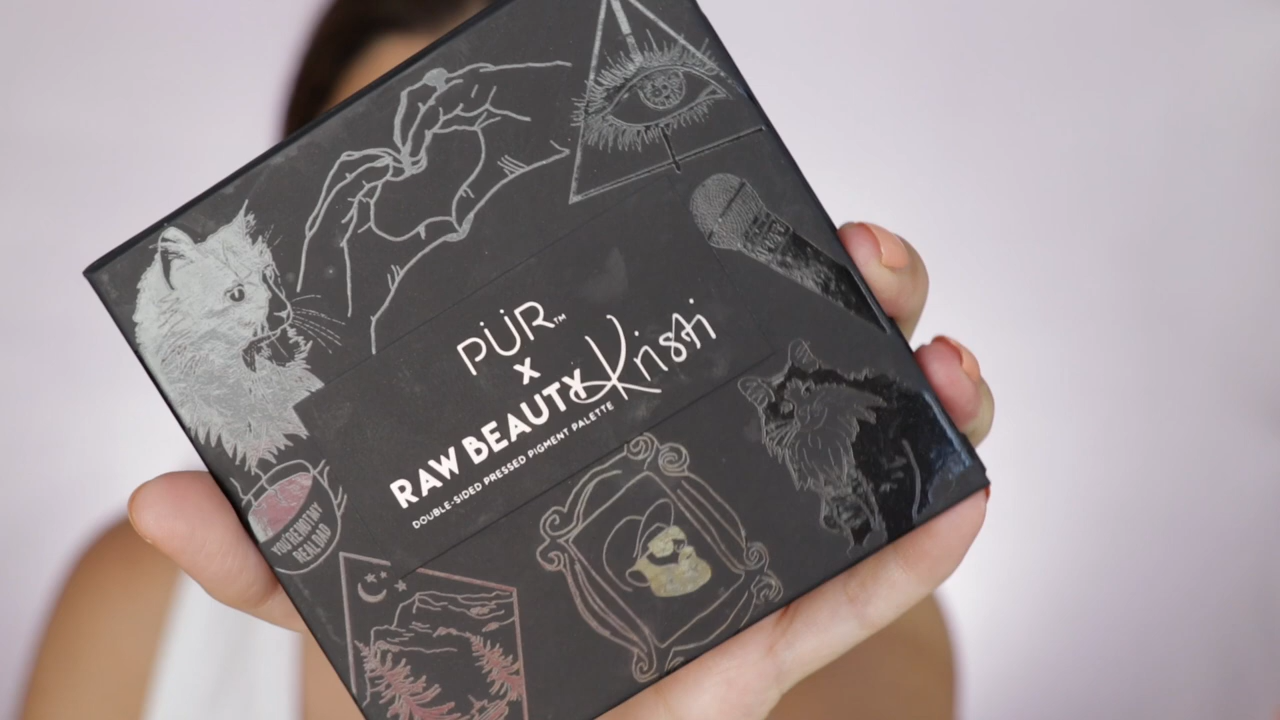 PÜR™
X
RAW BEAUTY Kristi
DOUBLE-SIDED PRESSED PIGMENT PALETTE
YOU'RE NOT MY
REAL DAD